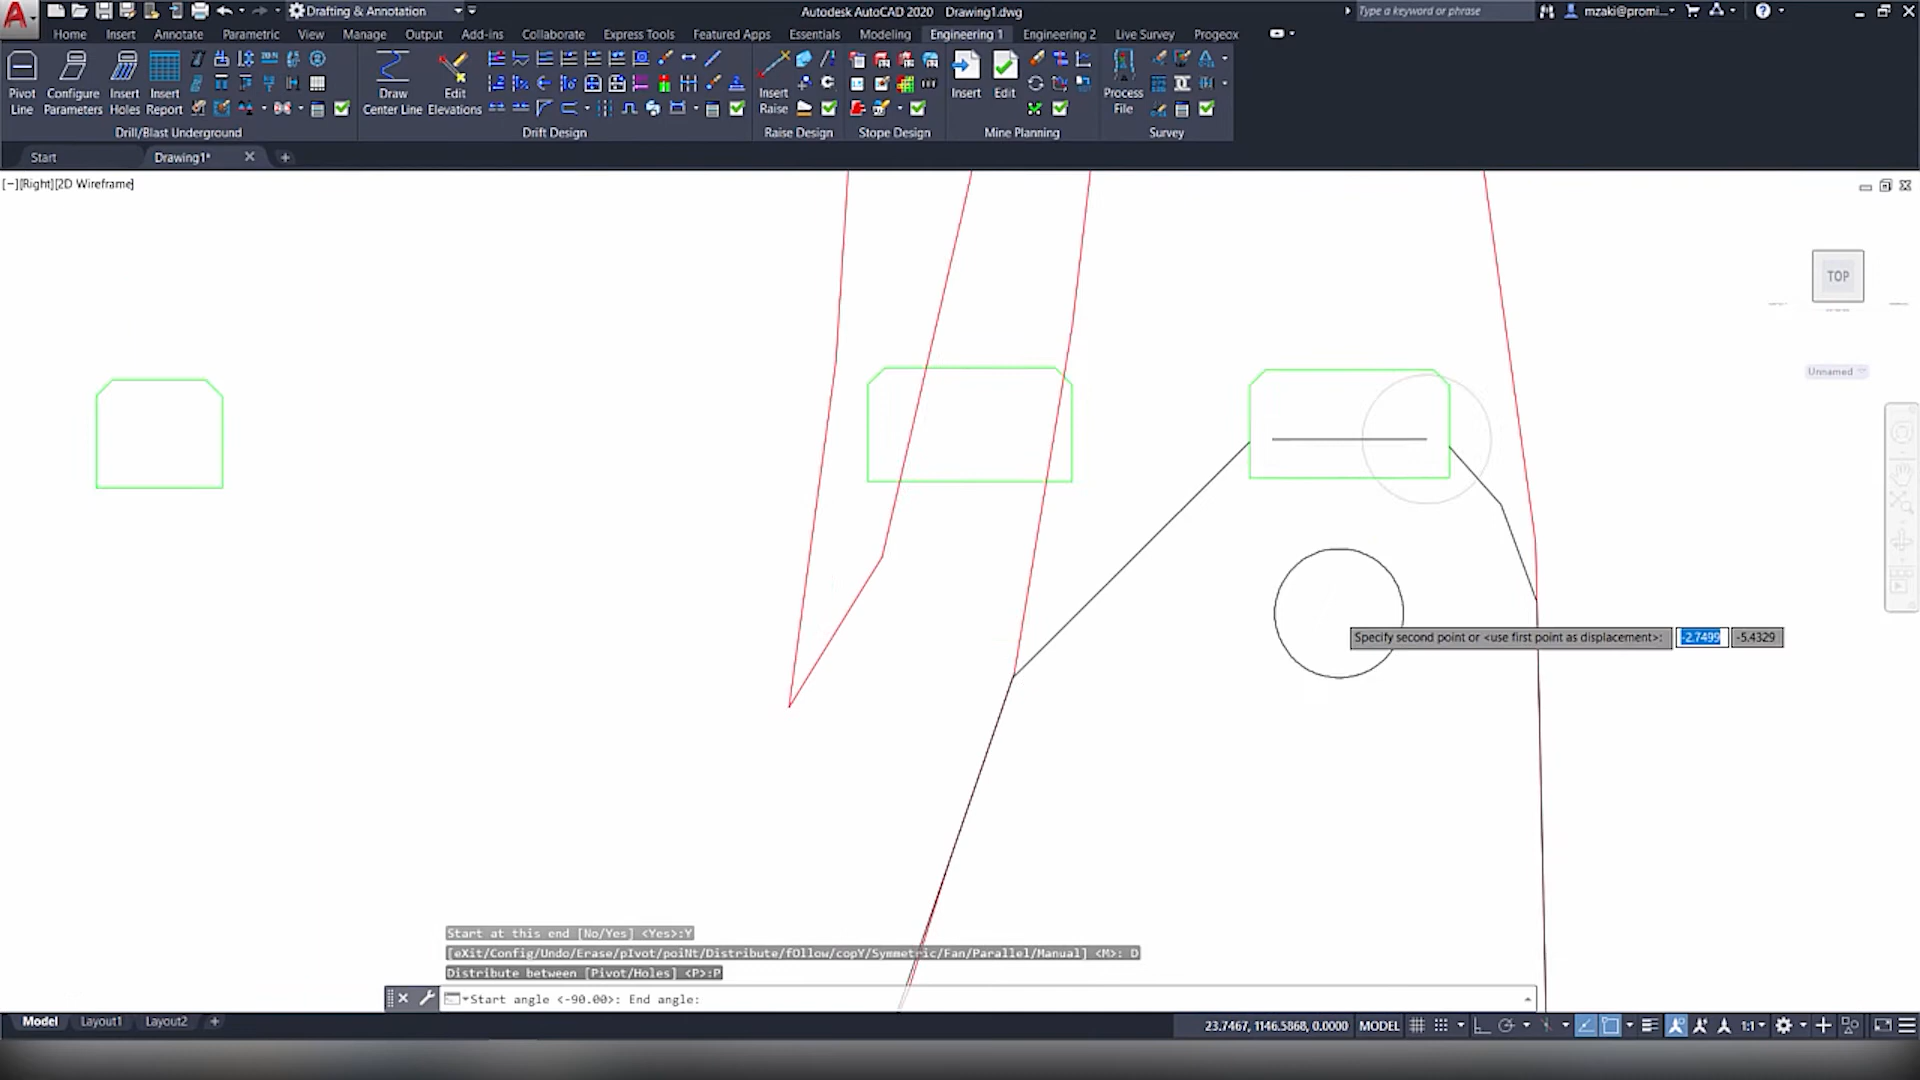 Drafting & Annotation
Autodesk AutoCAD 2020 Drawing1.dwg
Type a keyword or phrase
mzaki@promi...
Home Insert Annotate Parametric View Manage Output Add-ins Collaborate Express Tools Featured Apps Essentials Modeling Engineering 1 Engineering 2 Live Survey Progeox
Pivot Line
Configure Parameters
Insert Holes
Insert Report
Draw Center Line
Edit Elevations
Insert Raise
Insert
Edit
Process File
Drill/Blast Underground
Drift Design
Raise Design
Stope Design
Mine Planning
Survey
Start
Drawing1*
[−][Right][2D Wireframe]
TOP
Unnamed
Specify second point or <use first point as displacement>: -2.7499 -5.4329
Start at this end [No/Yes] <Yes>:Y
[eXit/Config/Undo/Erase/pIvot/poiNt/Distribute/fOllow/copY/Symmetric/Fan/Parallel/Manual] <M>: D
Distribute between [Pivot/Holes] <P>:P
Start angle <-90.00>: End angle:
Model Layout1 Layout2
23.7467, 1146.5868, 0.0000 MODEL
1:1